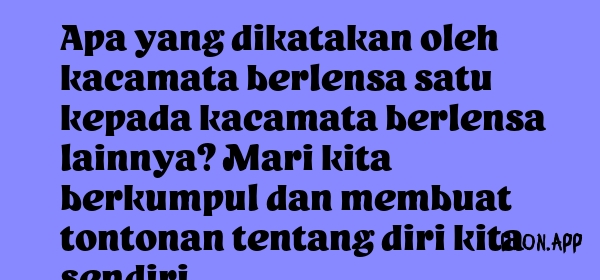 Apa yang dikatakan oleh
kacamata berlensa satu
kepada kacamata berlensa
lainnya? Mari kita
berkumpul dan membuat
tontonan tentang diri kita
sendiri